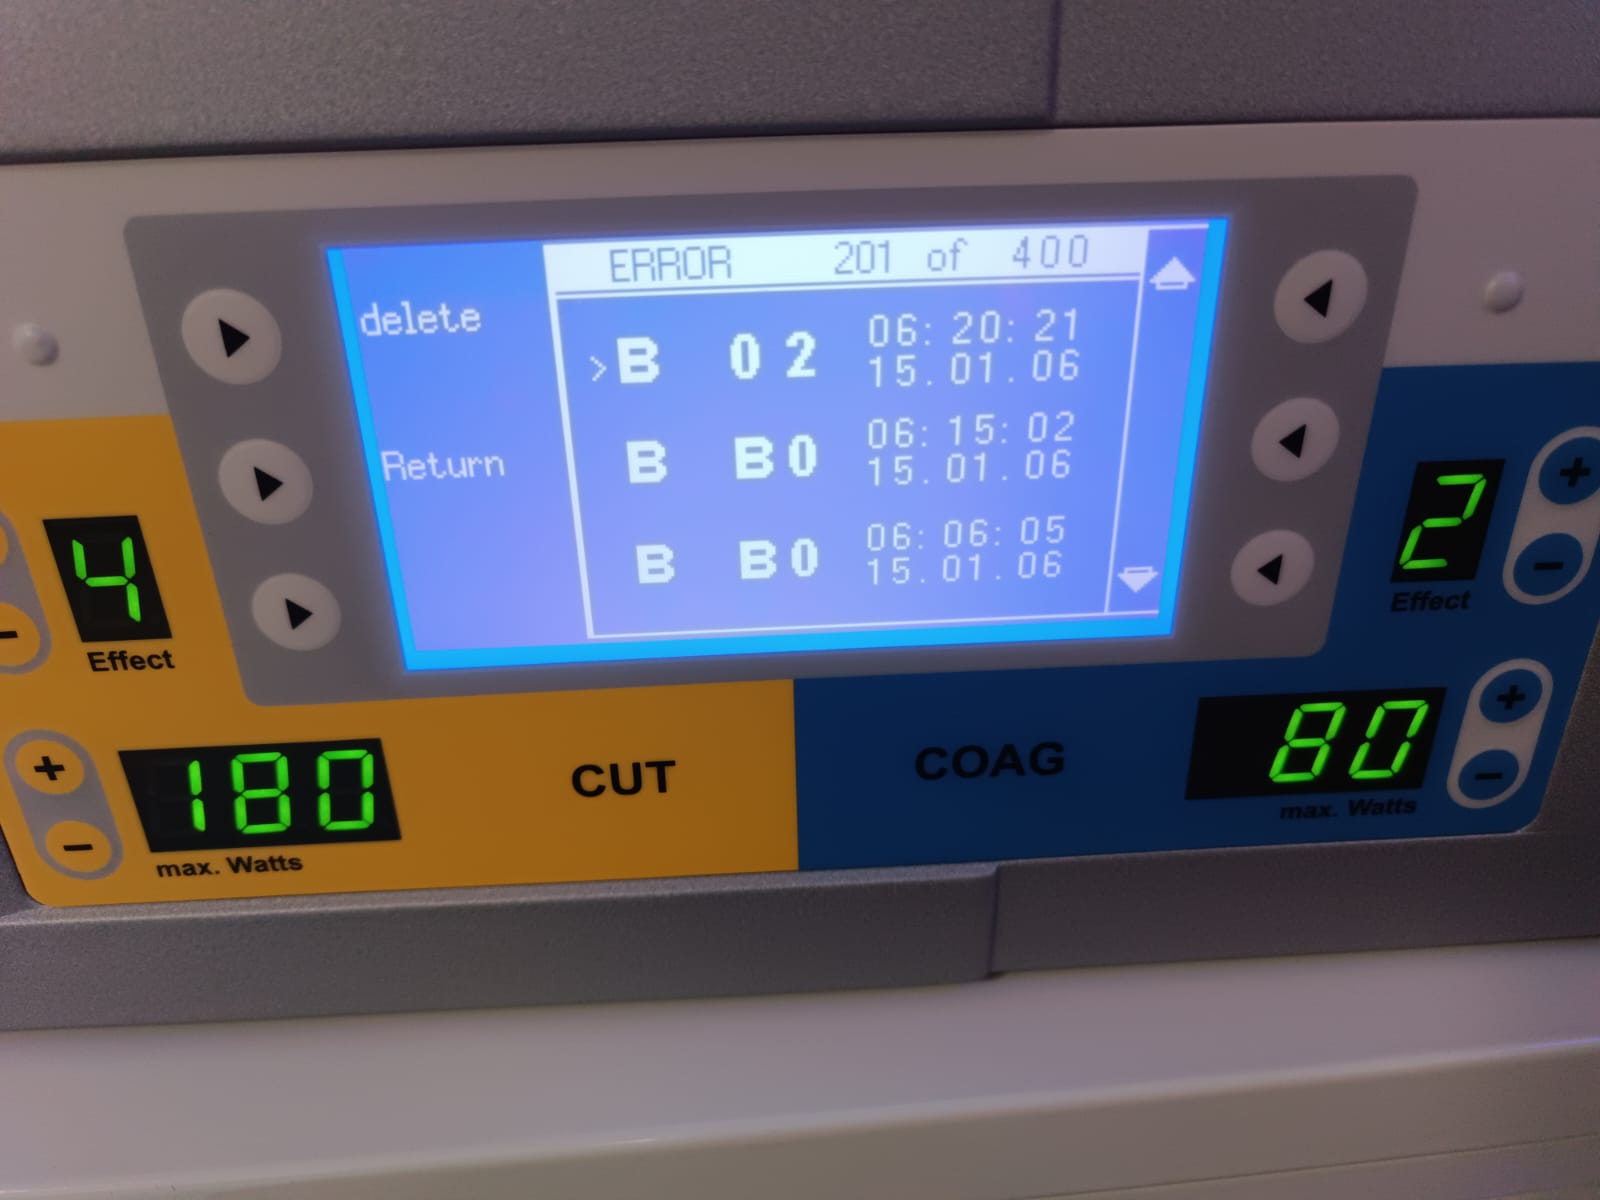 ERROR 201 of 400
delete
>B 02 06:20:21
15.01.06
Return
B B0 06:15:02
15.01.06
B B0 06:06:05
15.01.06
4
Effect
2
Effect
+
-
-
+
-
180
max. Watts
CUT
COAG
80
max. Watts
+
-